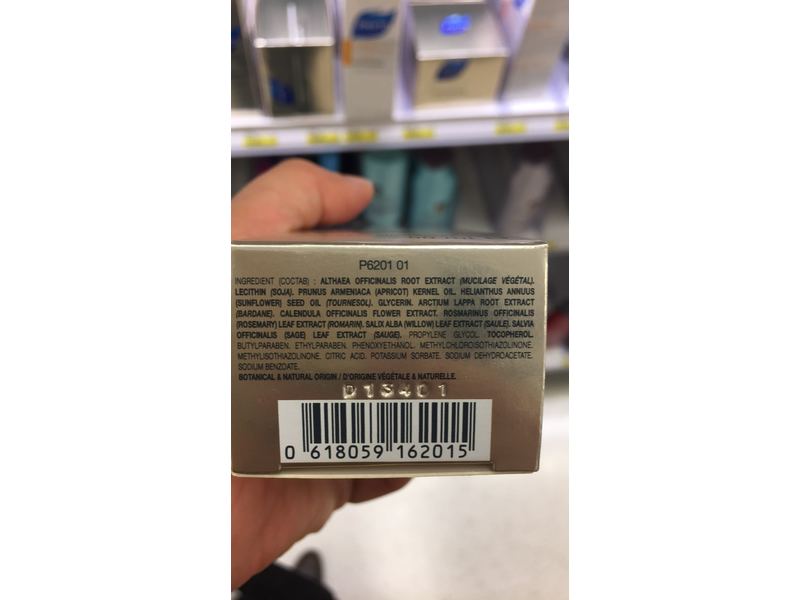 P6201 01
INGREDIENT (COCTAB) : ALTHAEA OFFICINALIS ROOT EXTRACT (MUCILAGE VÉGÉTAL),
LECITHIN (SOJA), PRUNUS ARMENIACA (APRICOT) KERNEL OIL, HELIANTHUS ANNUUS
(SUNFLOWER) SEED OIL (TOURNESOL), GLYCERIN, ARCTIUM LAPPA ROOT EXTRACT
(BARDANE), CALENDULA OFFICINALIS FLOWER EXTRACT, ROSMARINUS OFFICINALIS
(ROSEMARY) LEAF EXTRACT (ROMARIN), SALIX ALBA (WILLOW) LEAF EXTRACT (SAULE), SALVIA
OFFICINALIS (SAGE) LEAF EXTRACT (SAUGE), PROPYLENE GLYCOL, TOCOPHEROL,
BUTYLPARABEN, ETHYLPARABEN, PHENOXYETHANOL, METHYLCHLOROISOTHIAZOLINONE,
METHYLISOTHIAZOLINONE, CITRIC ACID, POTASSIUM SORBATE, SODIUM DEHYDROACETATE,
SODIUM BENZOATE.
BOTANICAL & NATURAL ORIGIN / D'ORIGINE VÉGÉTALE & NATURELLE.
D13401
0 618059 162015